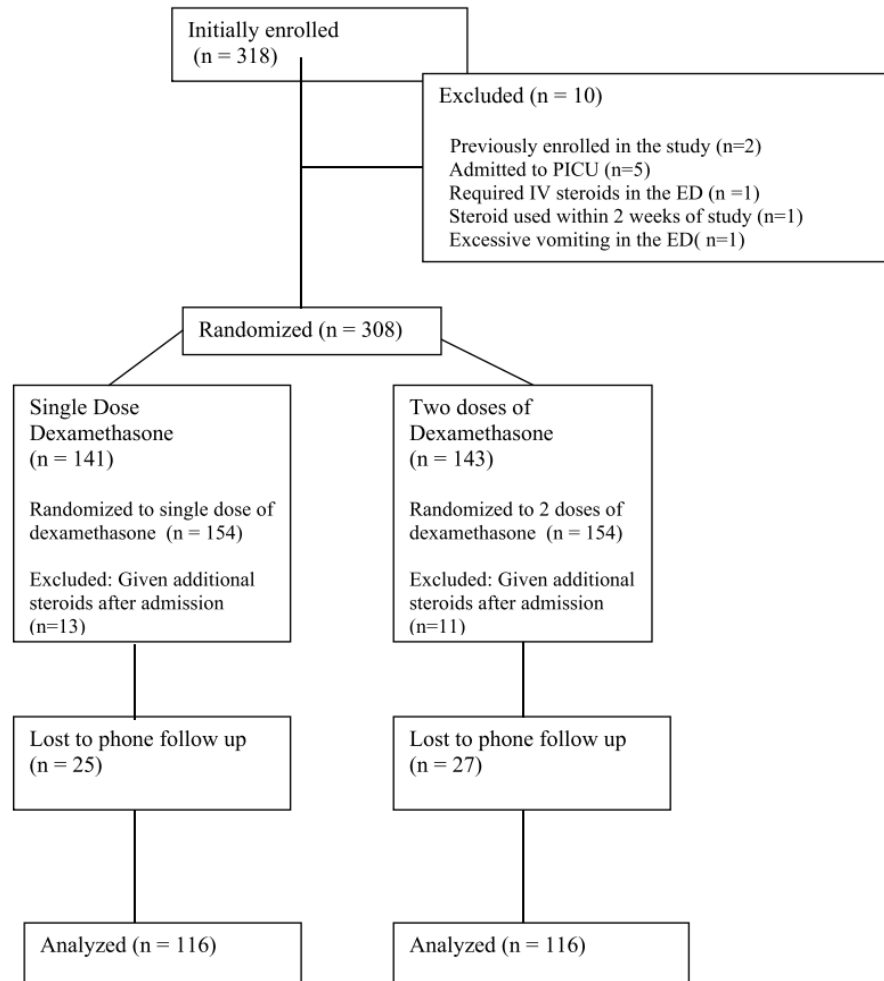 Initially enrolled
(n = 318)
Excluded (n = 10)
Previously enrolled in the study (n=2)
Admitted to PICU (n=5)
Required IV steroids in the ED (n =1)
Steroid used within 2 weeks of study (n=1)
Excessive vomiting in the ED( n=1)
Randomized (n = 308)
Single Dose
Dexamethasone
(n = 141)
Randomized to single dose of
dexamethasone (n = 154)
Excluded: Given additional
steroids after admission
(n=13)
Two doses of
Dexamethasone
(n = 143)
Randomized to 2 doses of
dexamethasone (n = 154)
Excluded: Given additional
steroids after admission
(n=11)
Lost to phone follow up
(n = 25)
Lost to phone follow up
(n = 27)
Analyzed (n = 116)
Analyzed (n = 116)